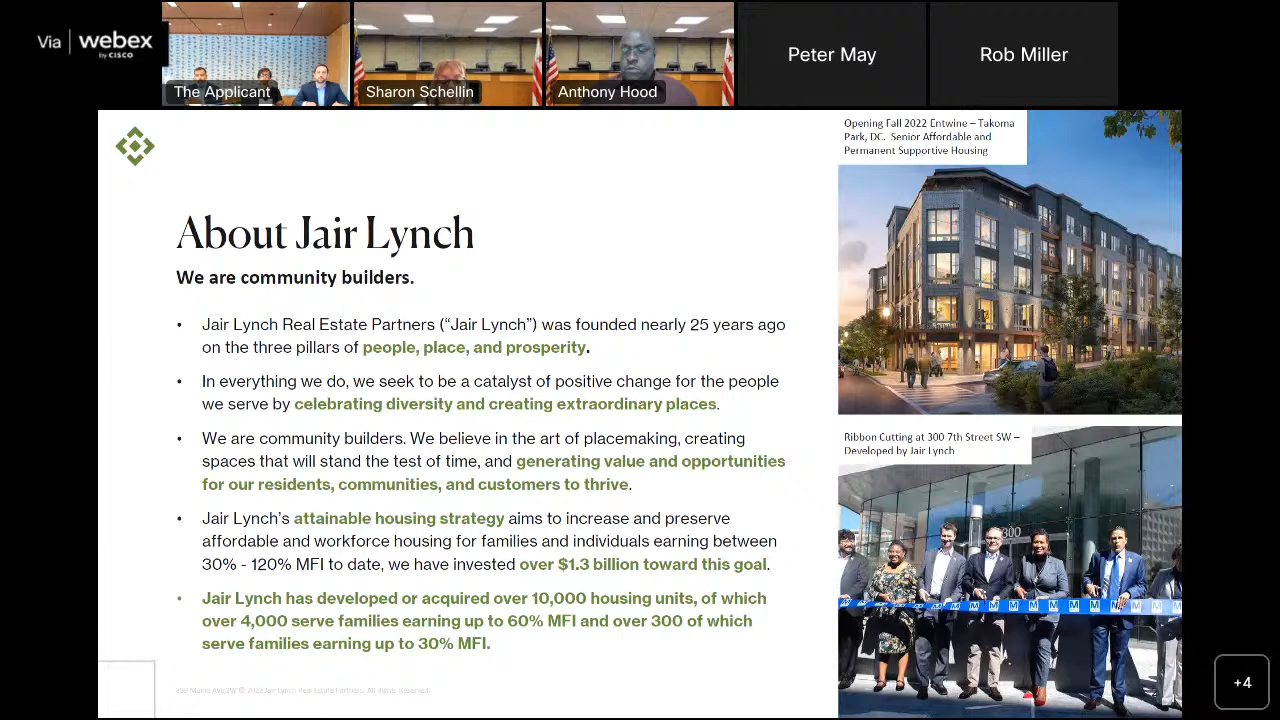 Via webex
by CISCO
The Applicant
Sharon Schellin
Anthony Hood
Peter May
Rob Miller
About Jair Lynch
We are community builders.
• Jair Lynch Real Estate Partners (“Jair Lynch”) was founded nearly 25 years ago
on the three pillars of people, place, and prosperity.
• In everything we do, we seek to be a catalyst of positive change for the people
we serve by celebrating diversity and creating extraordinary places.
• We are community builders. We believe in the art of placemaking, creating
spaces that will stand the test of time, and generating value and opportunities
for our residents, communities, and customers to thrive.
• Jair Lynch’s attainable housing strategy aims to increase and preserve
affordable and workforce housing for families and individuals earning between
30% - 120% MFI to date, we have invested over $1.3 billion toward this goal.
• Jair Lynch has developed or acquired over 10,000 housing units, of which
over 4,000 serve families earning up to 60% MFI and over 300 of which
serve families earning up to 30% MFI.
© 2022 Jair Lynch Real Estate Partners. All Rights Reserved.
Opening Fall 2022 Entwine – Takoma
Park, DC. Senior Affordable and
Permanent Supportive Housing
Ribbon Cutting at 300 7th Street SW –
Developed by Jair Lynch
300
M M M M M M M M
+4